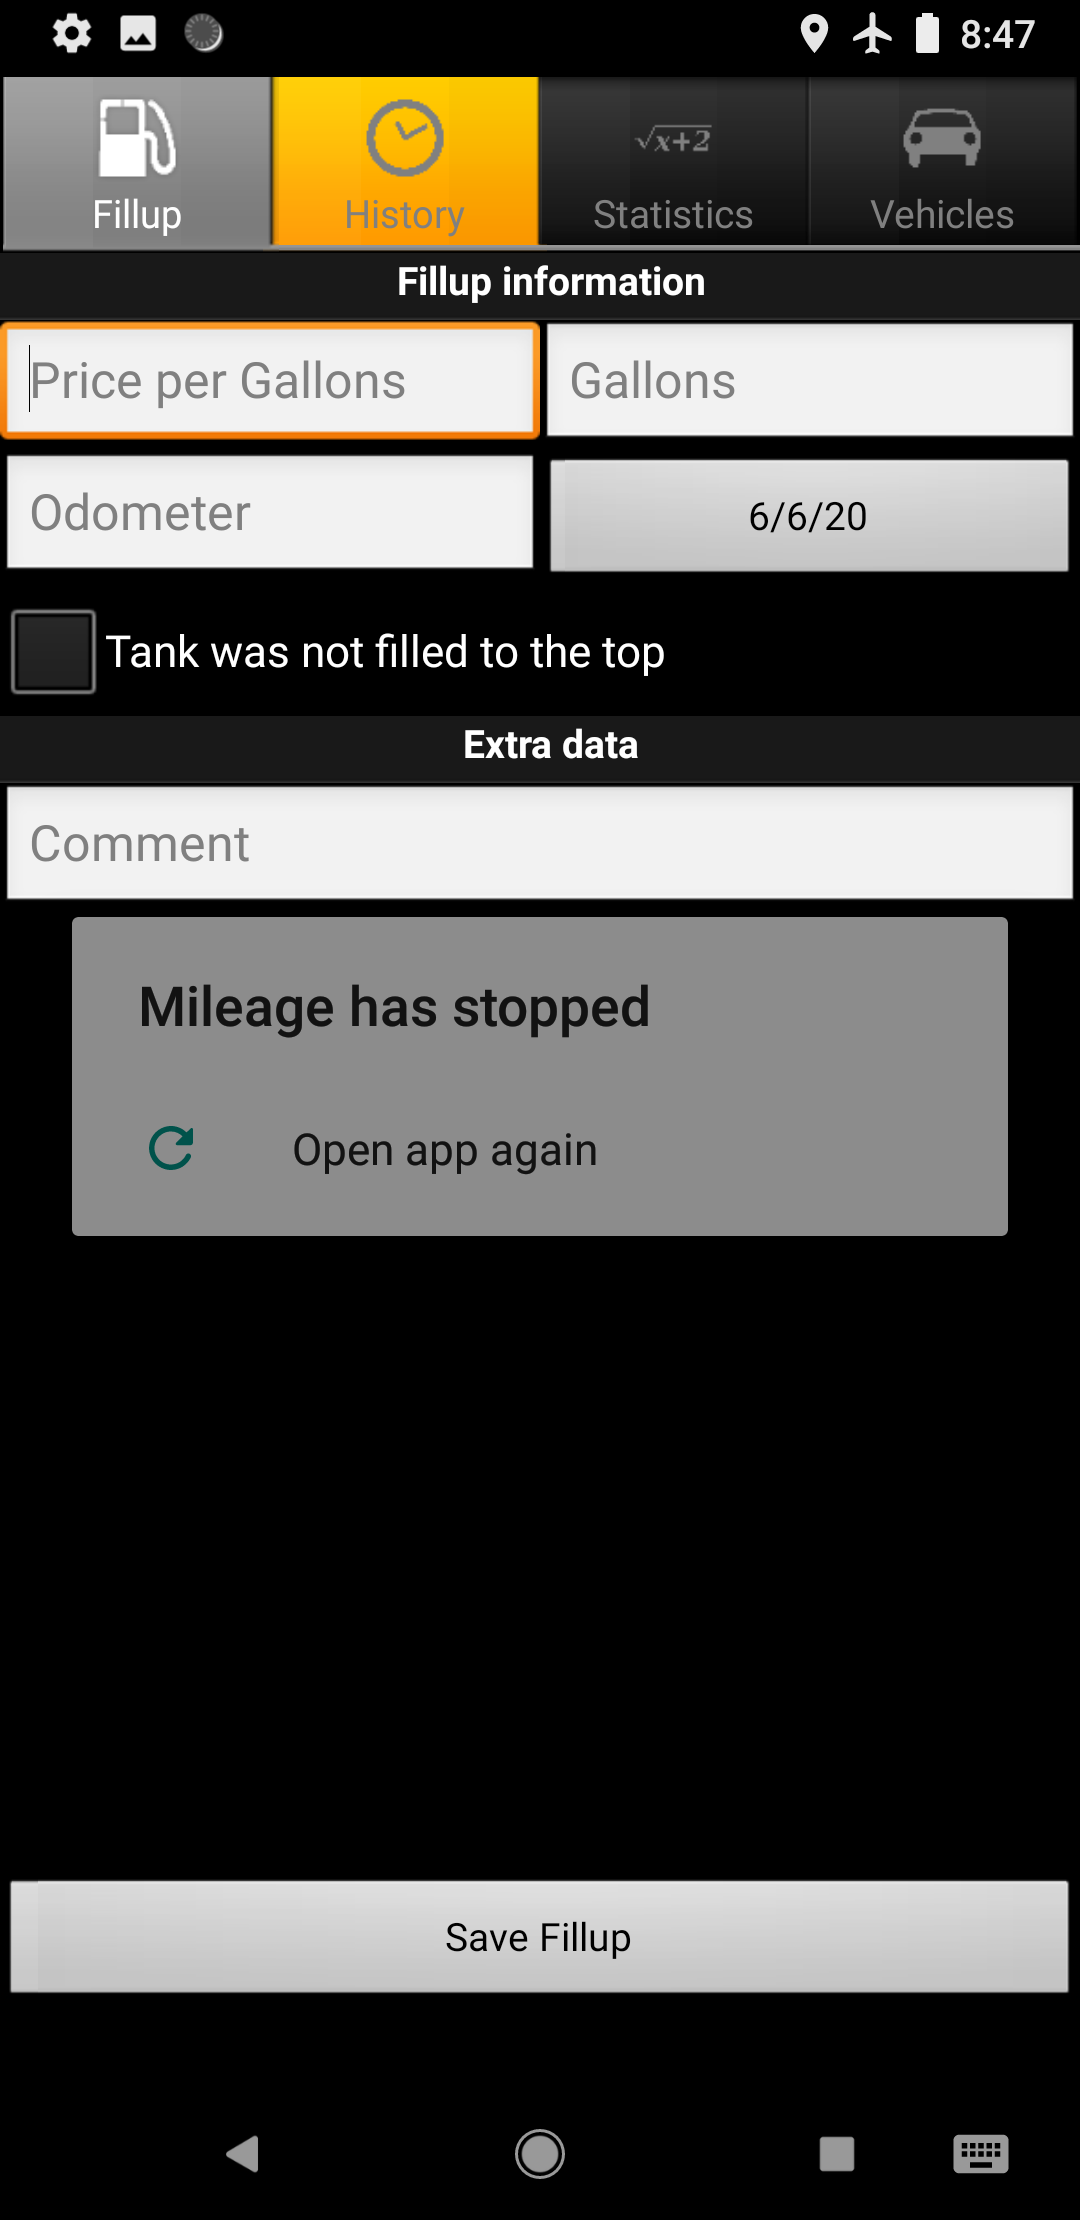 8:47
Fillup
History
√x+2
Statistics
Vehicles
Fillup information
Price per Gallons
Gallons
Odometer
6/6/20
Tank was not filled to the top
Extra data
Comment
Mileage has stopped
Open app again
Save Fillup